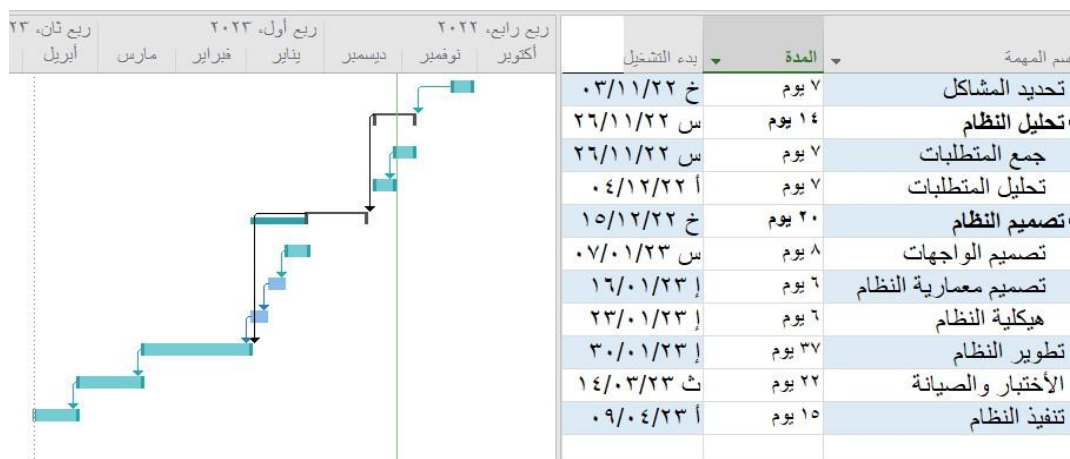 ربع رابع، ٢٠٢٢ ربع أول، ٢٠٢٣ ربع ثان، ٢٣
أكتوبر نوفمبر ديسمبر يناير فبراير مارس أبريل
سم المهمة المدة بدء التشغيل
تحديد المشاكل ٧ يوم خ ٠٣/١١/٢٢
تحليل النظام ١٤ يوم س ٢٦/١١/٢٢
جمع المتطلبات ٧ يوم س ٢٦/١١/٢٢
تحليل المتطلبات ٧ يوم أ ٠٤/١٢/٢٢
تصميم النظام ٢٠ يوم خ ١٥/١٢/٢٢
تصميم الواجهات ٨ يوم س ٠٧/٠١/٢٣
تصميم معمارية النظام ٦ يوم إ ١٦/٠١/٢٣
هيكلية النظام ٦ يوم إ ٢٣/٠١/٢٣
تطوير النظام ٣٧ يوم إ ٣٠/٠١/٢٣
الأختبار والصيانة ٢٢ يوم ث ١٤/٠٣/٢٣
تنفيذ النظام ١٥ يوم أ ٠٩/٠٤/٢٣